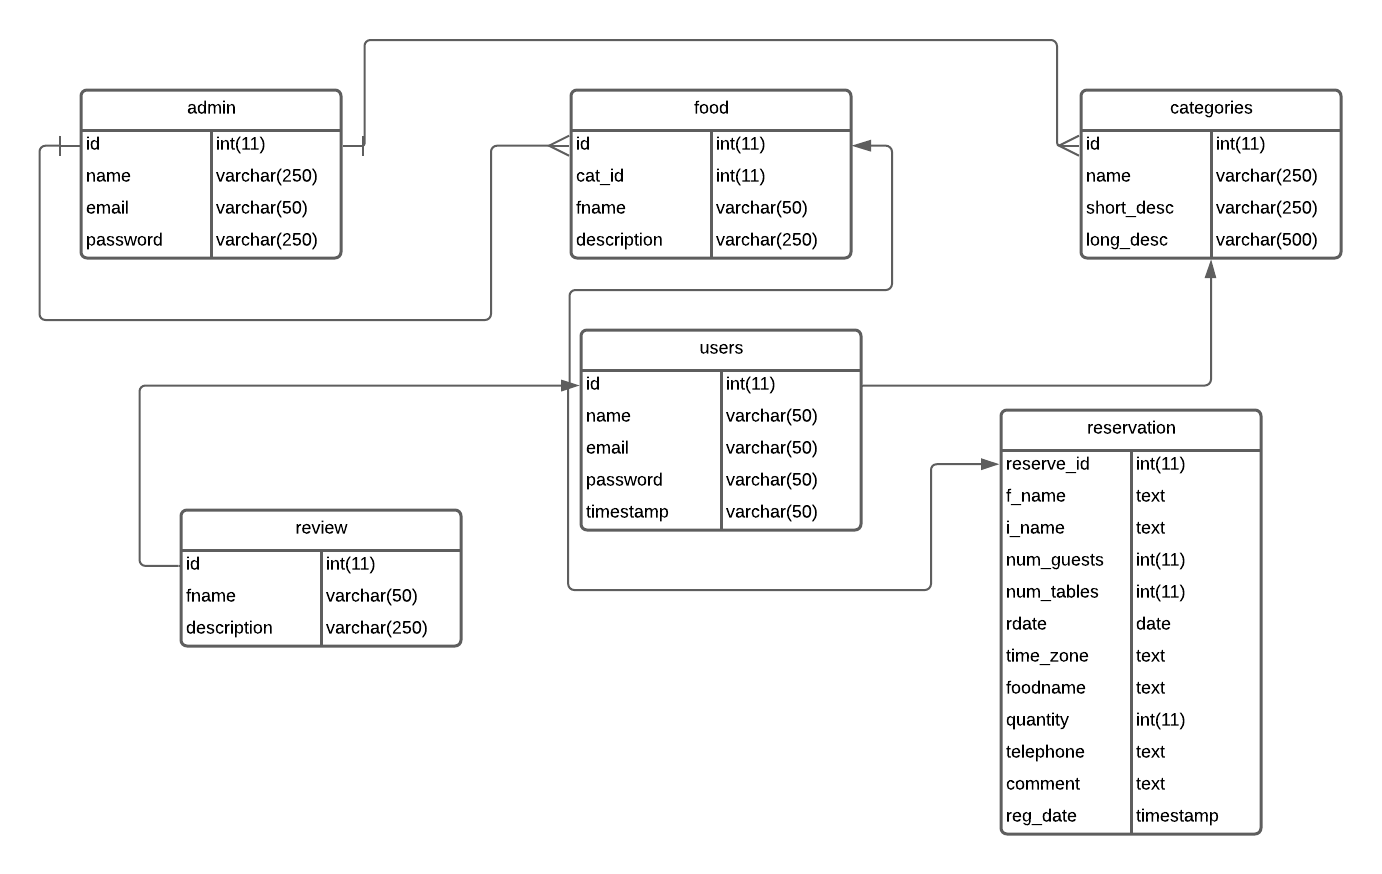 admin
id int(11)
name varchar(250)
email varchar(50)
password varchar(250)
food
id int(11)
cat_id int(11)
fname varchar(50)
description varchar(250)
categories
id int(11)
name varchar(250)
short_desc varchar(250)
long_desc varchar(500)
users
id int(11)
name varchar(50)
email varchar(50)
password varchar(50)
timestamp varchar(50)
review
id int(11)
fname varchar(50)
description varchar(250)
reservation
reserve_id int(11)
f_name text
i_name text
num_guests int(11)
num_tables int(11)
rdate date
time_zone text
foodname text
quantity int(11)
telephone text
comment text
reg_date timestamp